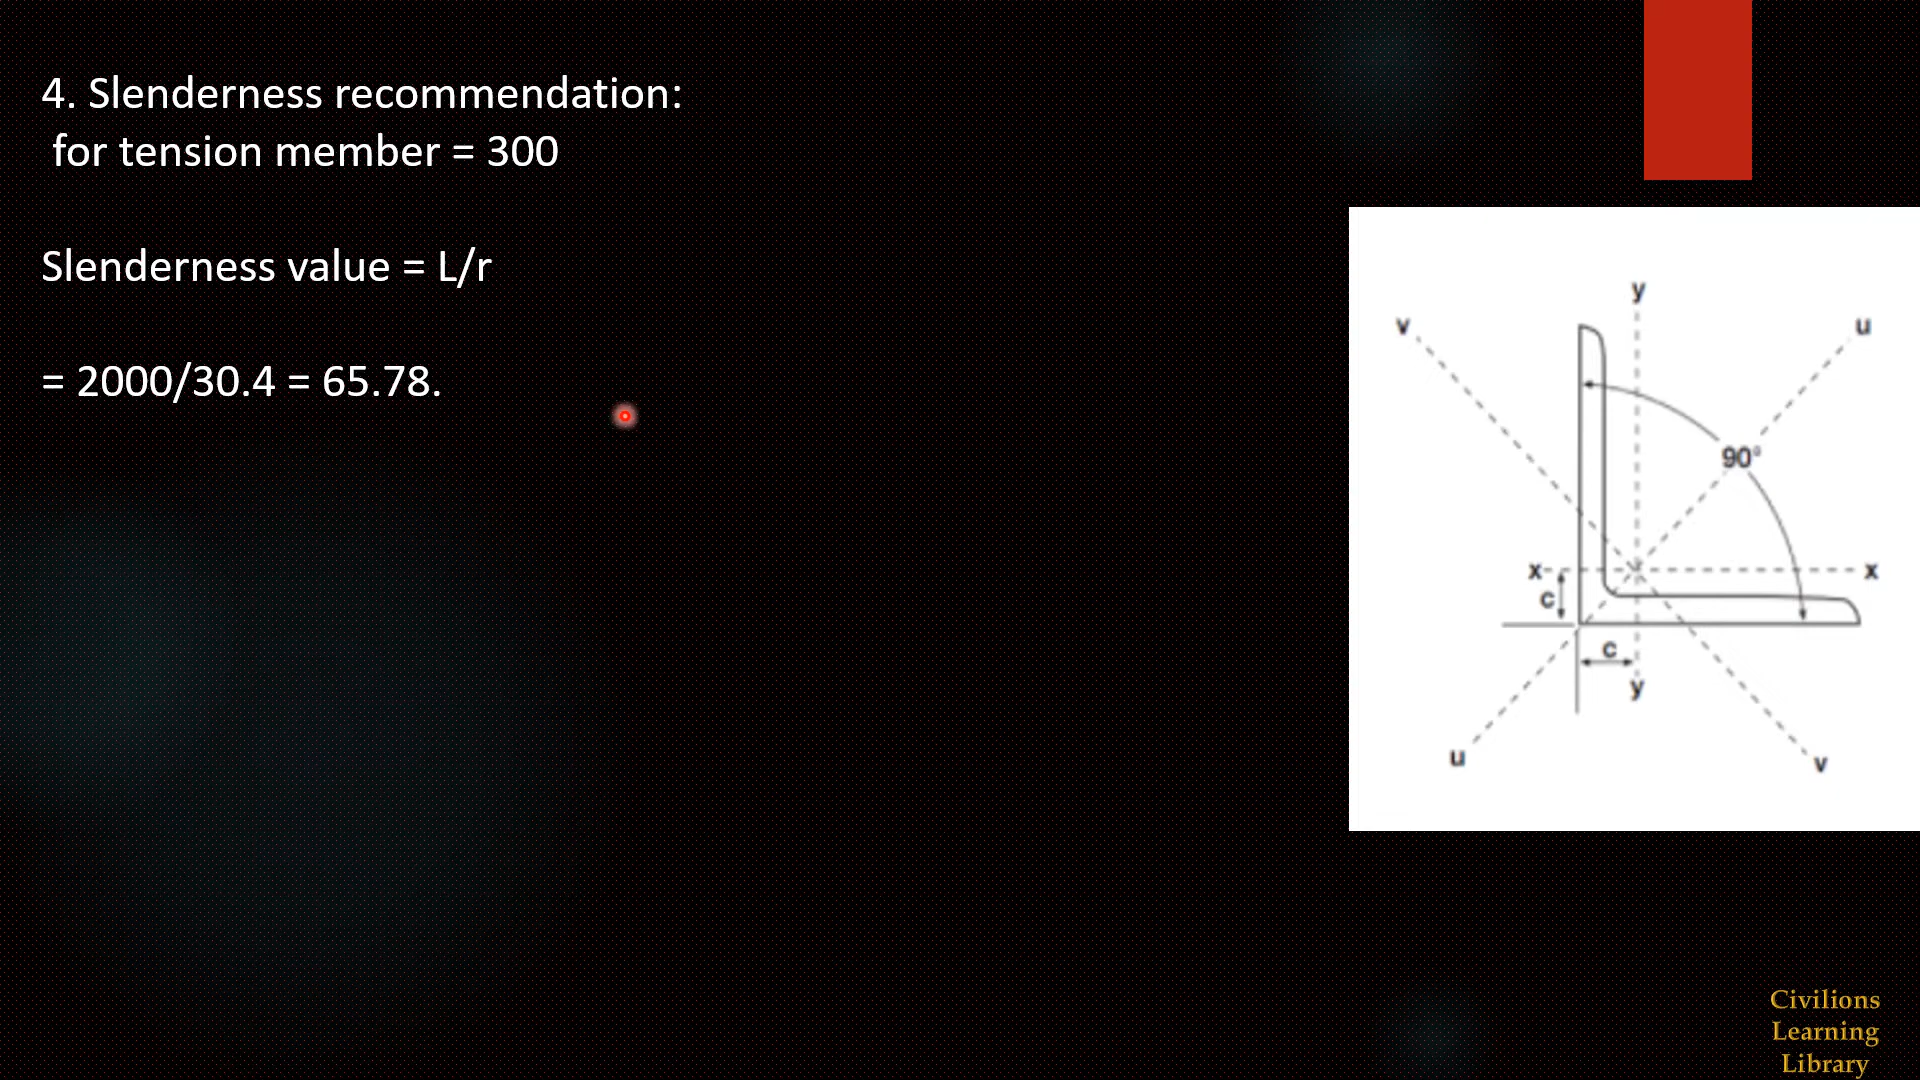 4. Slenderness recommendation:
for tension member = 300
Slenderness value = L/r
= 2000/30.4 = 65.78.
y
v
u
90°
x
x
c
c
y
u
v
Civilions
Learning
Library